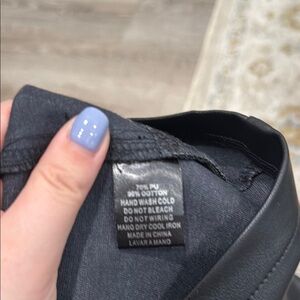 70% PU
30% COTTON
HAND WASH COLD
DO NOT BLEACH
DO NOT WIRING
HANG DRY COOL IRON
MADE IN CHINA
LAVAR A MANO